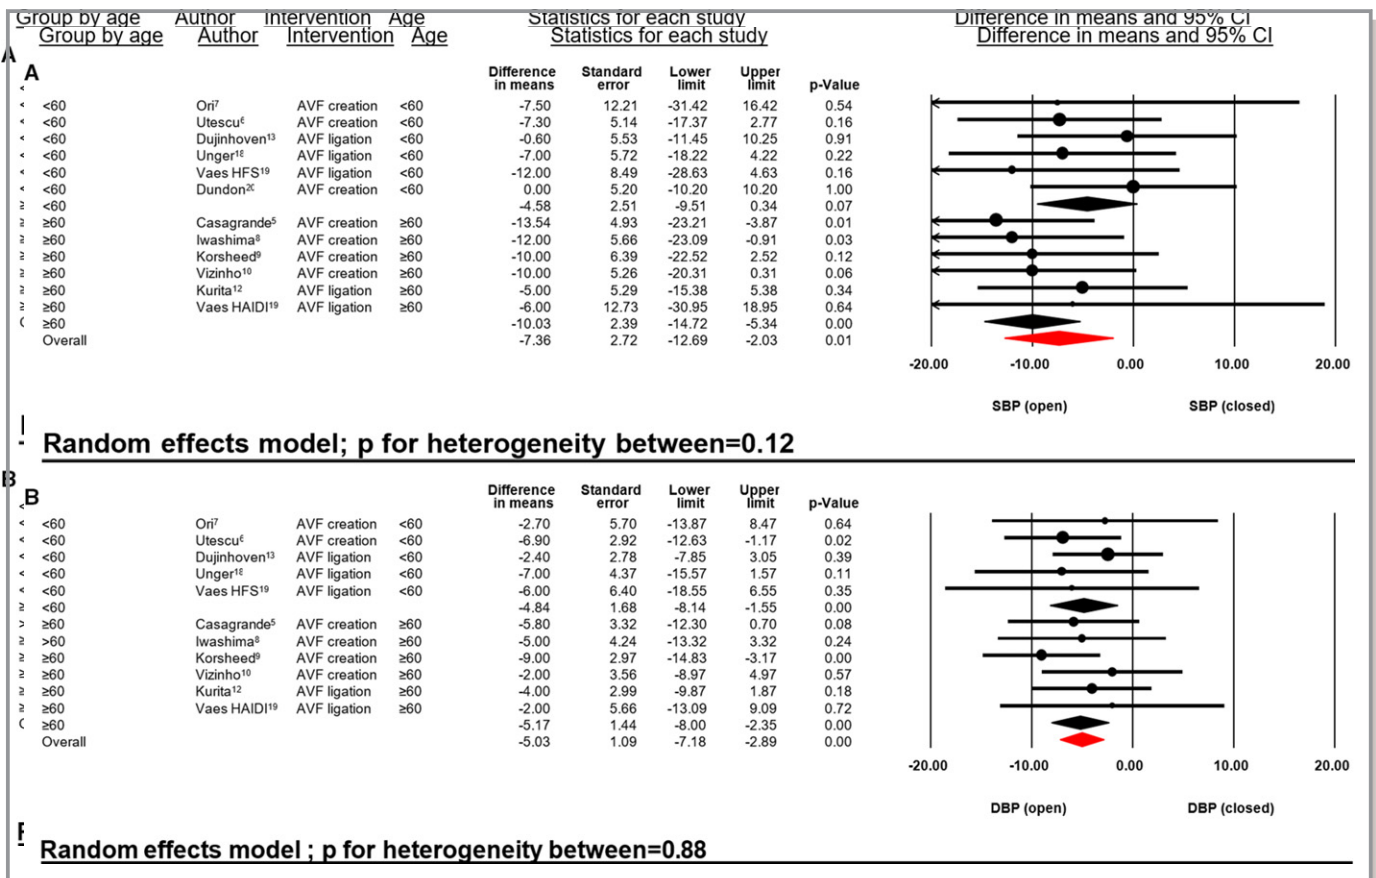 Group by age Author Intervention Age Statistics for each study Difference in means and 95% CI
Group by age Author Intervention Age Statistics for each study Difference in means and 95% CI
A
A
Difference in means Standard error Lower limit Upper limit p-Value
<60 Ori7 AVF creation <60 -7.50 12.21 -31.42 16.42 0.54
<60 Utescu6 AVF creation <60 -7.30 5.14 -17.37 2.77 0.16
<60 Dujinhoven13 AVF ligation <60 -0.60 5.53 -11.45 10.25 0.91
<60 Unger18 AVF ligation <60 -7.00 5.72 -18.22 4.22 0.22
<60 Vaes HFS19 AVF ligation <60 -12.00 8.49 -28.63 4.63 0.16
<60 Dundon20 AVF creation <60 0.00 5.20 -10.20 10.20 1.00
<60 -4.58 2.51 -9.51 0.34 0.07
≥60 Casagrande5 AVF creation ≥60 -13.54 4.93 -23.21 -3.87 0.01
≥60 Iwashima8 AVF creation ≥60 -12.00 5.66 -23.09 -0.91 0.03
≥60 Korsheed9 AVF creation ≥60 -10.00 6.39 -22.52 2.52 0.12
≥60 Vizinho10 AVF creation ≥60 -10.00 5.26 -20.31 0.31 0.06
≥60 Kurita12 AVF ligation ≥60 -5.00 5.29 -15.38 5.38 0.34
≥60 Vaes HAIDI19 AVF ligation ≥60 -6.00 12.73 -30.95 18.95 0.64
≥60 -10.03 2.39 -14.72 -5.34 0.00
Overall -7.36 2.72 -12.69 -2.03 0.01
-20.00 -10.00 0.00 10.00 20.00
SBP (open) SBP (closed)
Random effects model; p for heterogeneity between=0.12
B
B
Difference in means Standard error Lower limit Upper limit p-Value
<60 Ori7 AVF creation <60 -2.70 5.70 -13.87 8.47 0.64
<60 Utescu6 AVF creation <60 -6.90 2.92 -12.63 -1.17 0.02
<60 Dujinhoven13 AVF ligation <60 -2.40 2.78 -7.85 3.05 0.39
<60 Unger18 AVF ligation <60 -7.00 4.37 -15.57 1.57 0.11
<60 Vaes HFS19 AVF ligation <60 -6.00 6.40 -18.55 6.55 0.35
<60 -4.84 1.68 -8.14 -1.55 0.00
≥60 Casagrande5 AVF creation ≥60 -5.80 3.32 -12.30 0.70 0.08
>60 Iwashima8 AVF creation ≥60 -5.00 4.24 -13.32 3.32 0.24
≥60 Korsheed9 AVF creation ≥60 -9.00 2.97 -14.83 -3.17 0.00
≥60 Vizinho10 AVF creation ≥60 -2.00 3.56 -8.97 4.97 0.57
≥60 Kurita12 AVF ligation ≥60 -4.00 2.99 -9.87 1.87 0.18
≥60 Vaes HAIDI19 AVF ligation ≥60 -2.00 5.66 -13.09 9.09 0.72
≥60 -5.17 1.44 -8.00 -2.35 0.00
Overall -5.03 1.09 -7.18 -2.89 0.00
-20.00 -10.00 0.00 10.00 20.00
DBP (open) DBP (closed)
Random effects model ; p for heterogeneity between=0.88